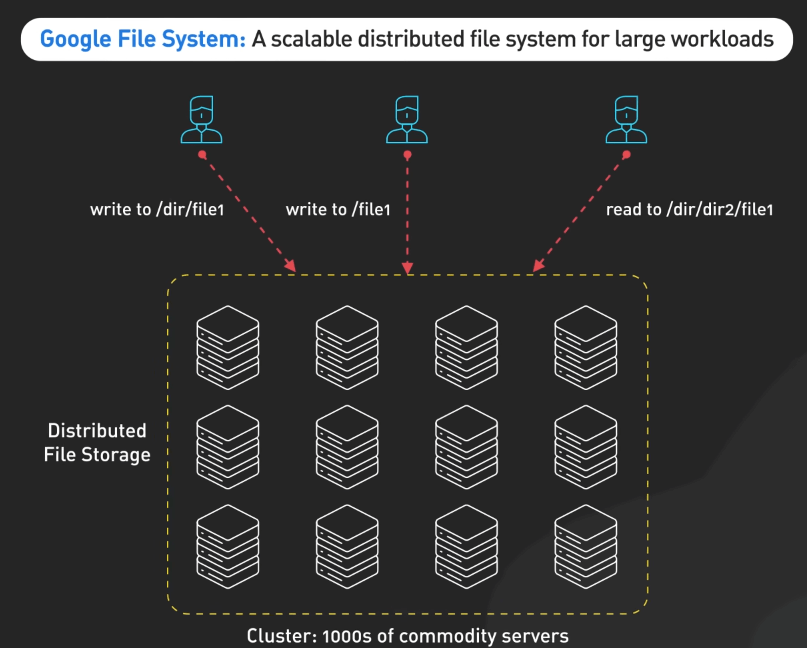 Google File System: A scalable distributed file system for large workloads
write to /dir/file1
write to /file1
read to /dir/dir2/file1
Distributed
File Storage
Cluster: 1000s of commodity servers